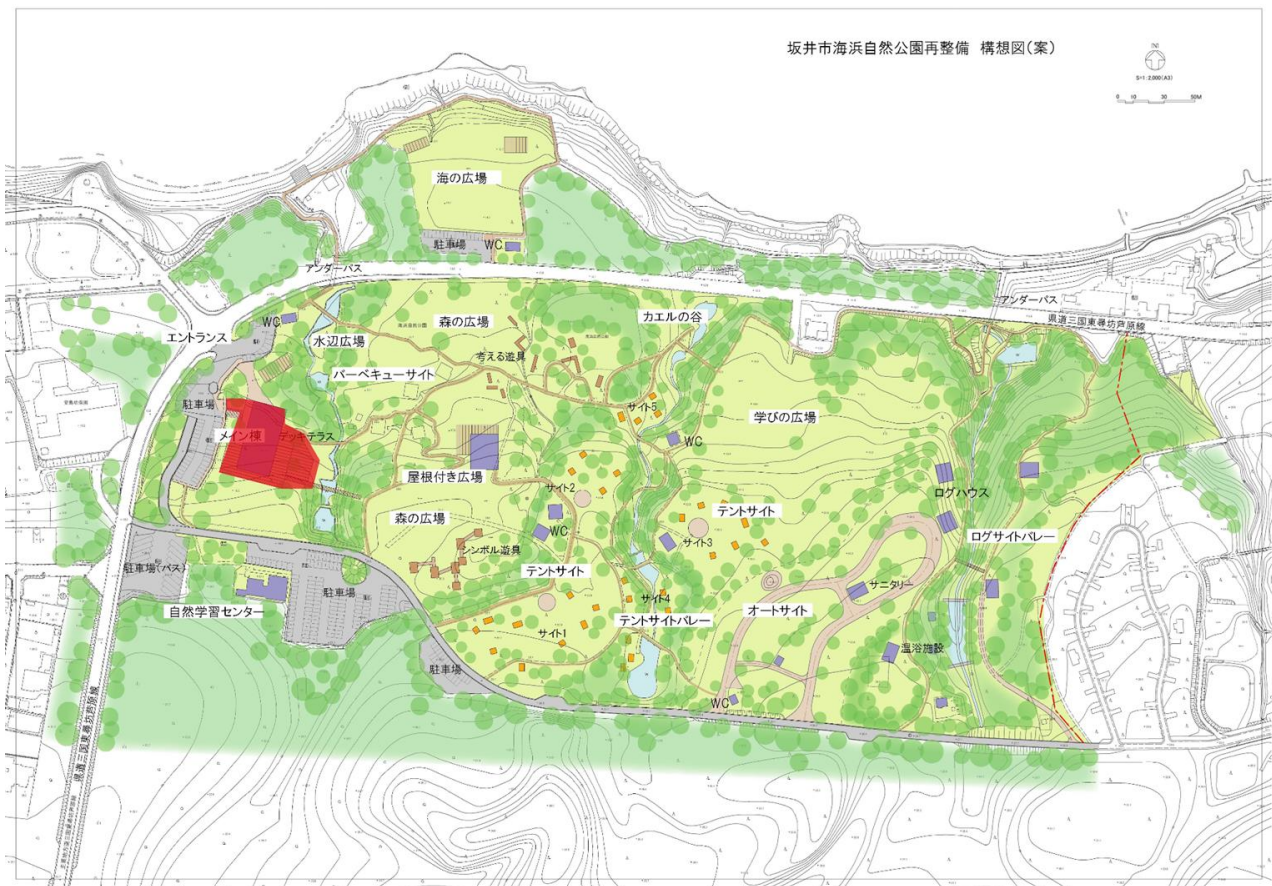 坂井市海浜自然公園再整備 構想図(案)
(N)
S=1:2,000(A3)
0 10 30 50M
海の広場
駐車場
WC
アンダーパス
アンダーパス
県道三国東尋坊芦原線
エントランス
WC
水辺広場
森の広場
カエルの谷
考える遊具
バーベキューサイト
駐車場
メイン棟
デッキテラス
サイト5
学びの広場
WC
屋根付き広場
サイト2
ログハウス
テントサイト
森の広場
WC
サイト3
ログサイトバレー
シンボル遊具
テントサイト
駐車場(バス)
駐車場
自然学習センター
サイト4
サニタリー
オートサイト
テントサイトバレー
サイト1
温浴施設
駐車場
WC
県道三国東尋坊芦原線